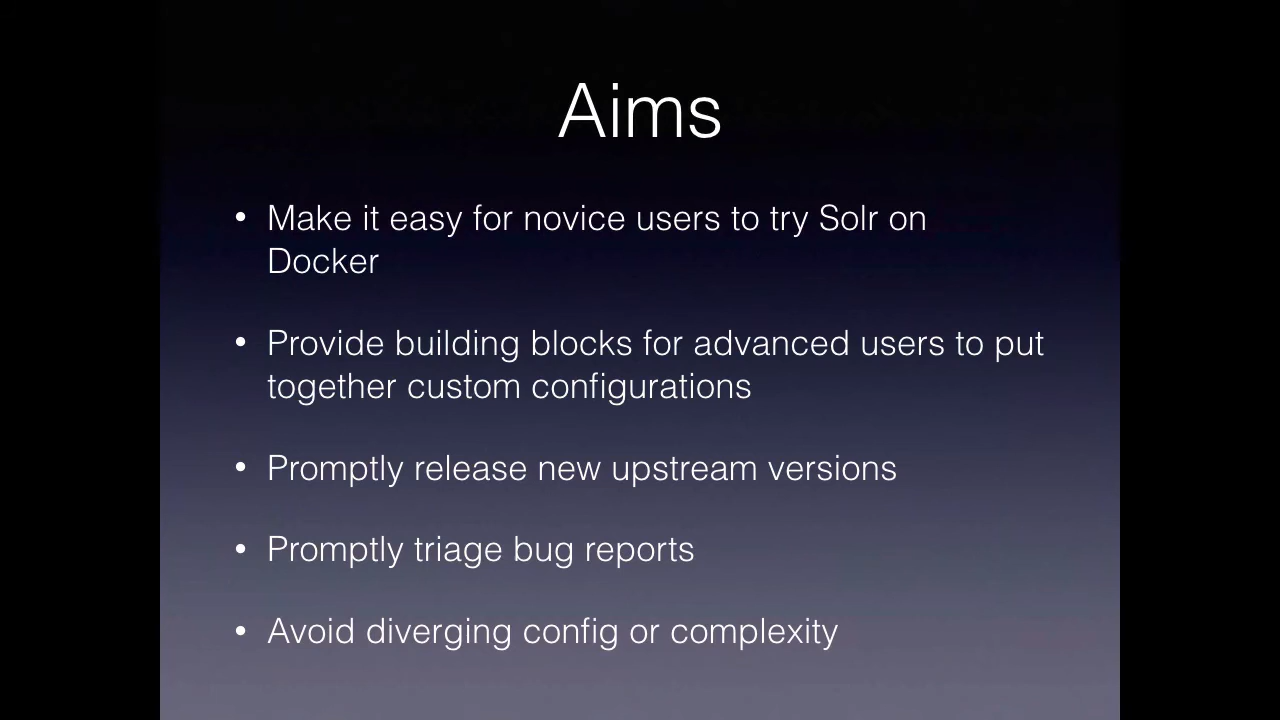 Aims
• Make it easy for novice users to try Solr on
Docker
• Provide building blocks for advanced users to put
together custom configurations
• Promptly release new upstream versions
• Promptly triage bug reports
• Avoid diverging config or complexity